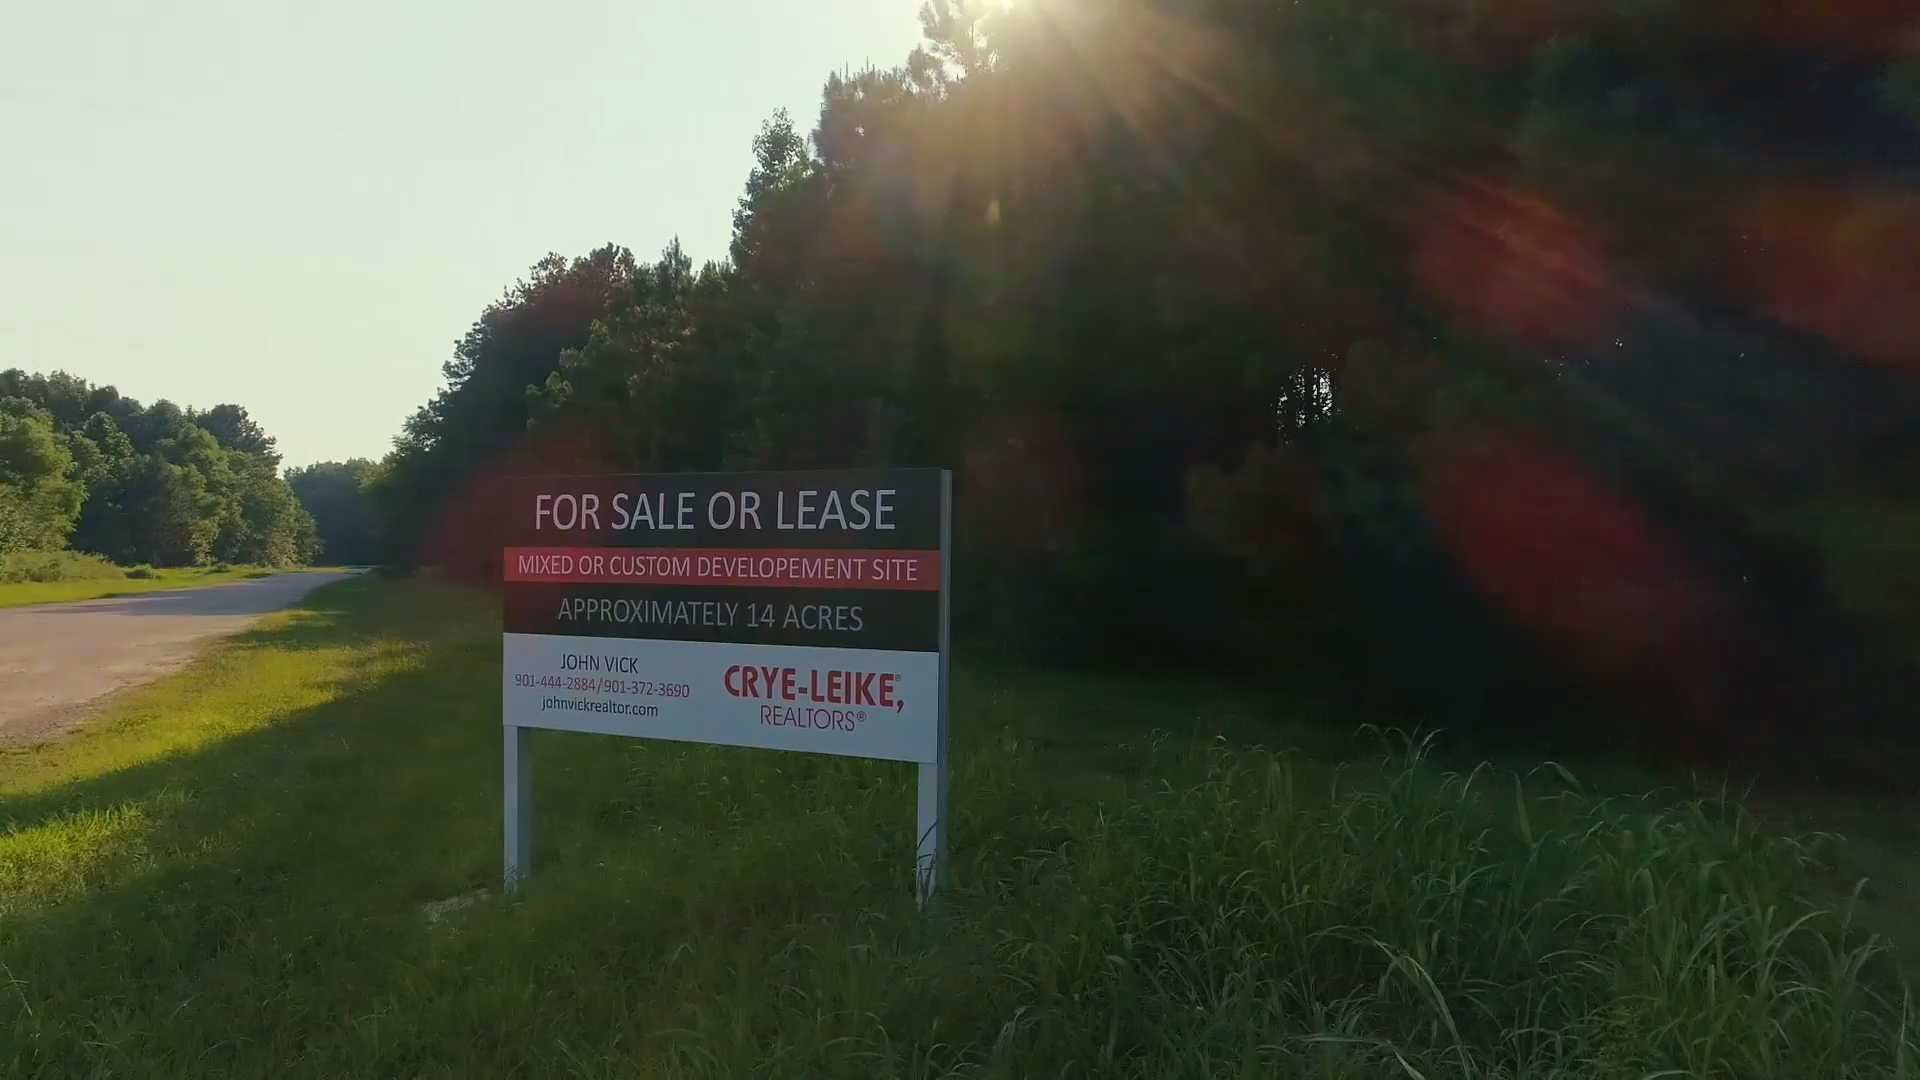 FOR SALE OR LEASE
MIXED OR CUSTOM DEVELOPEMENT SITE
APPROXIMATELY 14 ACRES
JOHN VICK
901-444-2884/901-372-3690
johnvickrealtor.com
CRYE-LEIKE®,
REALTORS®